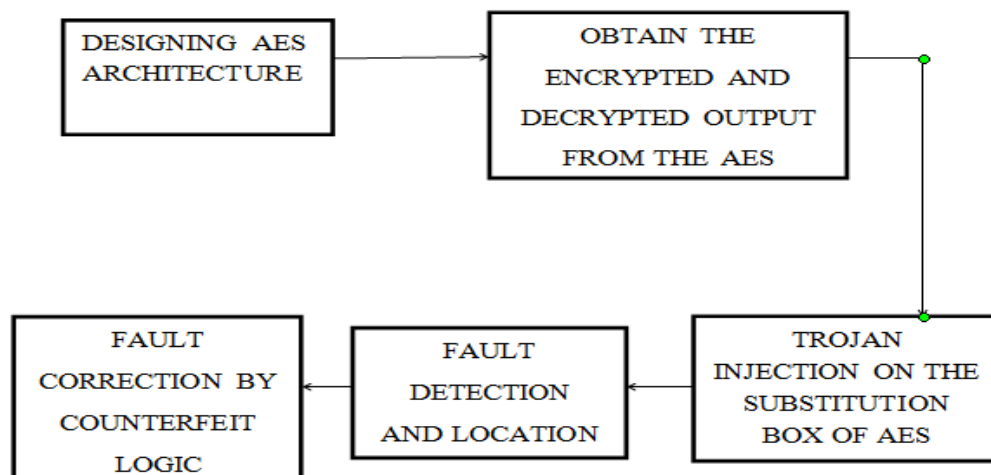 DESIGNING AES
ARCHITECTURE
OBTAIN THE
ENCRYPTED AND
DECRYPTED OUTPUT
FROM THE AES
TROJAN
INJECTION ON THE
SUBSTITUTION
BOX OF AES
FAULT
DETECTION
AND LOCATION
FAULT
CORRECTION BY
COUNTERFEIT
LOGIC